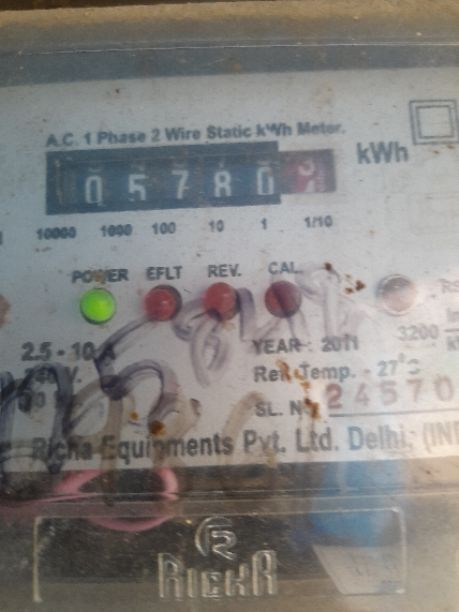 A.C. 1 Phase 2 Wire Static kWh Meter.
kWh
0 5 7 8 0
10000 1000 100 10 1 1/10
POWER EFLT REV. CAL.
3200
2.5 - 10 A
YEAR : 2011
Ref. Temp. - 27°C
SL. No. 24570
Richa Equipments Pvt. Ltd. Delhi, (IN
RICHA